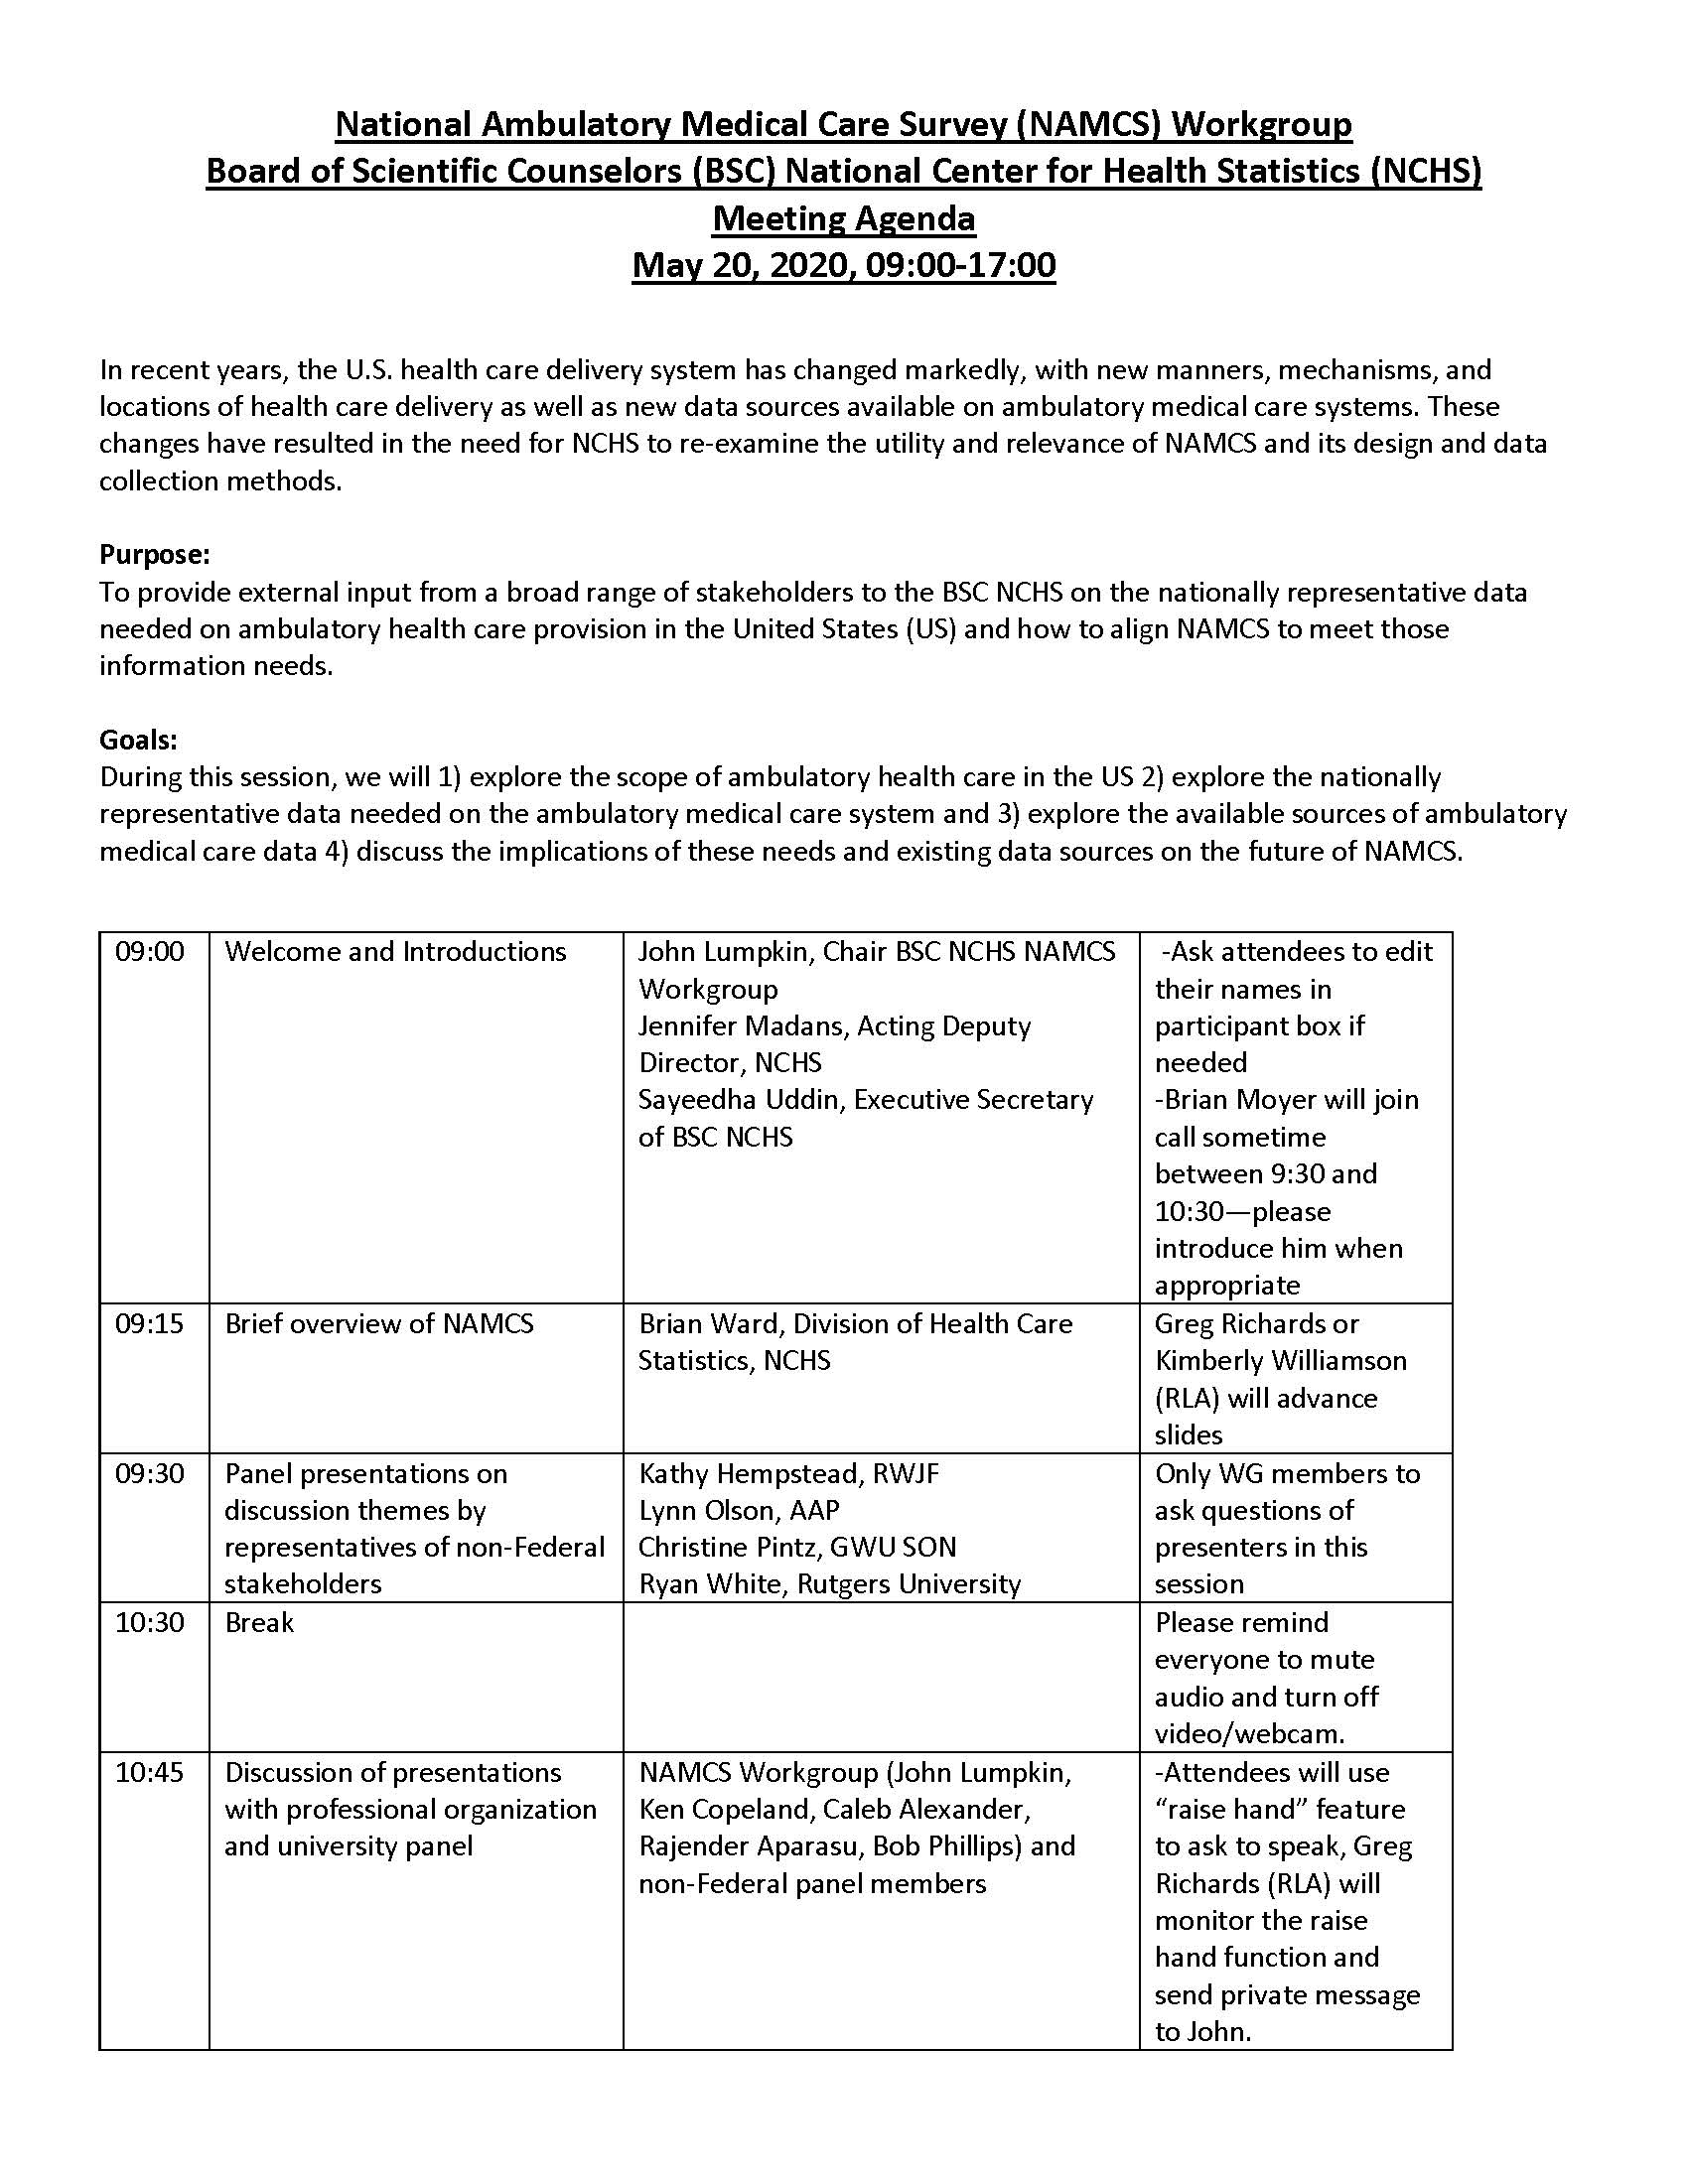 National Ambulatory Medical Care Survey (NAMCS) Workgroup
Board of Scientific Counselors (BSC) National Center for Health Statistics (NCHS)
Meeting Agenda
May 20, 2020, 09:00-17:00
In recent years, the U.S. health care delivery system has changed markedly, with new manners, mechanisms, and
locations of health care delivery as well as new data sources available on ambulatory medical care systems. These
changes have resulted in the need for NCHS to re-examine the utility and relevance of NAMCS and its design and data
collection methods.
Purpose:
To provide external input from a broad range of stakeholders to the BSC NCHS on the nationally representative data
needed on ambulatory health care provision in the United States (US) and how to align NAMCS to meet those
information needs.
Goals:
During this session, we will 1) explore the scope of ambulatory health care in the US 2) explore the nationally
representative data needed on the ambulatory medical care system and 3) explore the available sources of ambulatory
medical care data 4) discuss the implications of these needs and existing data sources on the future of NAMCS.
09:00
Welcome and Introductions
John Lumpkin, Chair BSC NCHS NAMCS
Workgroup
Jennifer Madans, Acting Deputy
Director, NCHS
Sayeedha Uddin, Executive Secretary
of BSC NCHS
-Ask attendees to edit
their names in
participant box if
needed
-Brian Moyer will join
call sometime
between 9:30 and
10:30—please
introduce him when
appropriate
09:15
Brief overview of NAMCS
Brian Ward, Division of Health Care
Statistics, NCHS
Greg Richards or
Kimberly Williamson
(RLA) will advance
slides
09:30
Panel presentations on
discussion themes by
representatives of non-Federal
stakeholders
Kathy Hempstead, RWJF
Lynn Olson, AAP
Christine Pintz, GWU SON
Ryan White, Rutgers University
Only WG members to
ask questions of
presenters in this
session
10:30
Break
Please remind
everyone to mute
audio and turn off
video/webcam.
10:45
Discussion of presentations
with professional organization
and university panel
NAMCS Workgroup (John Lumpkin,
Ken Copeland, Caleb Alexander,
Rajender Aparasu, Bob Phillips) and
non-Federal panel members
-Attendees will use
“raise hand” feature
to ask to speak, Greg
Richards (RLA) will
monitor the raise
hand function and
send private message
to John.